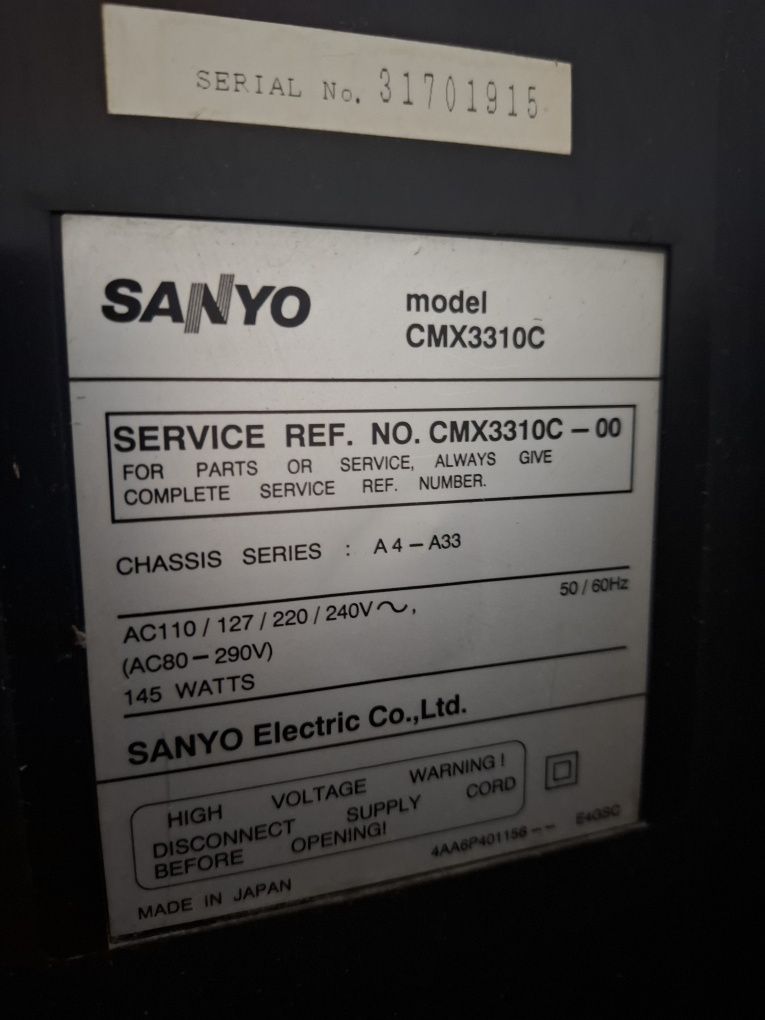 SERIAL No. 31701915
SANYO
model
CMX3310C
SERVICE REF. NO. CMX3310C – 00
FOR PARTS OR SERVICE, ALWAYS GIVE
COMPLETE SERVICE REF. NUMBER.
CHASSIS SERIES : A4 – A33
AC110 / 127 / 220 / 240V ~, 50 / 60Hz
(AC80 – 290V)
145 WATTS
SANYO Electric Co.,Ltd.
HIGH VOLTAGE WARNING!
DISCONNECT SUPPLY CORD
BEFORE OPENING!
4AA6P401156 – – E4GSC
MADE IN JAPAN